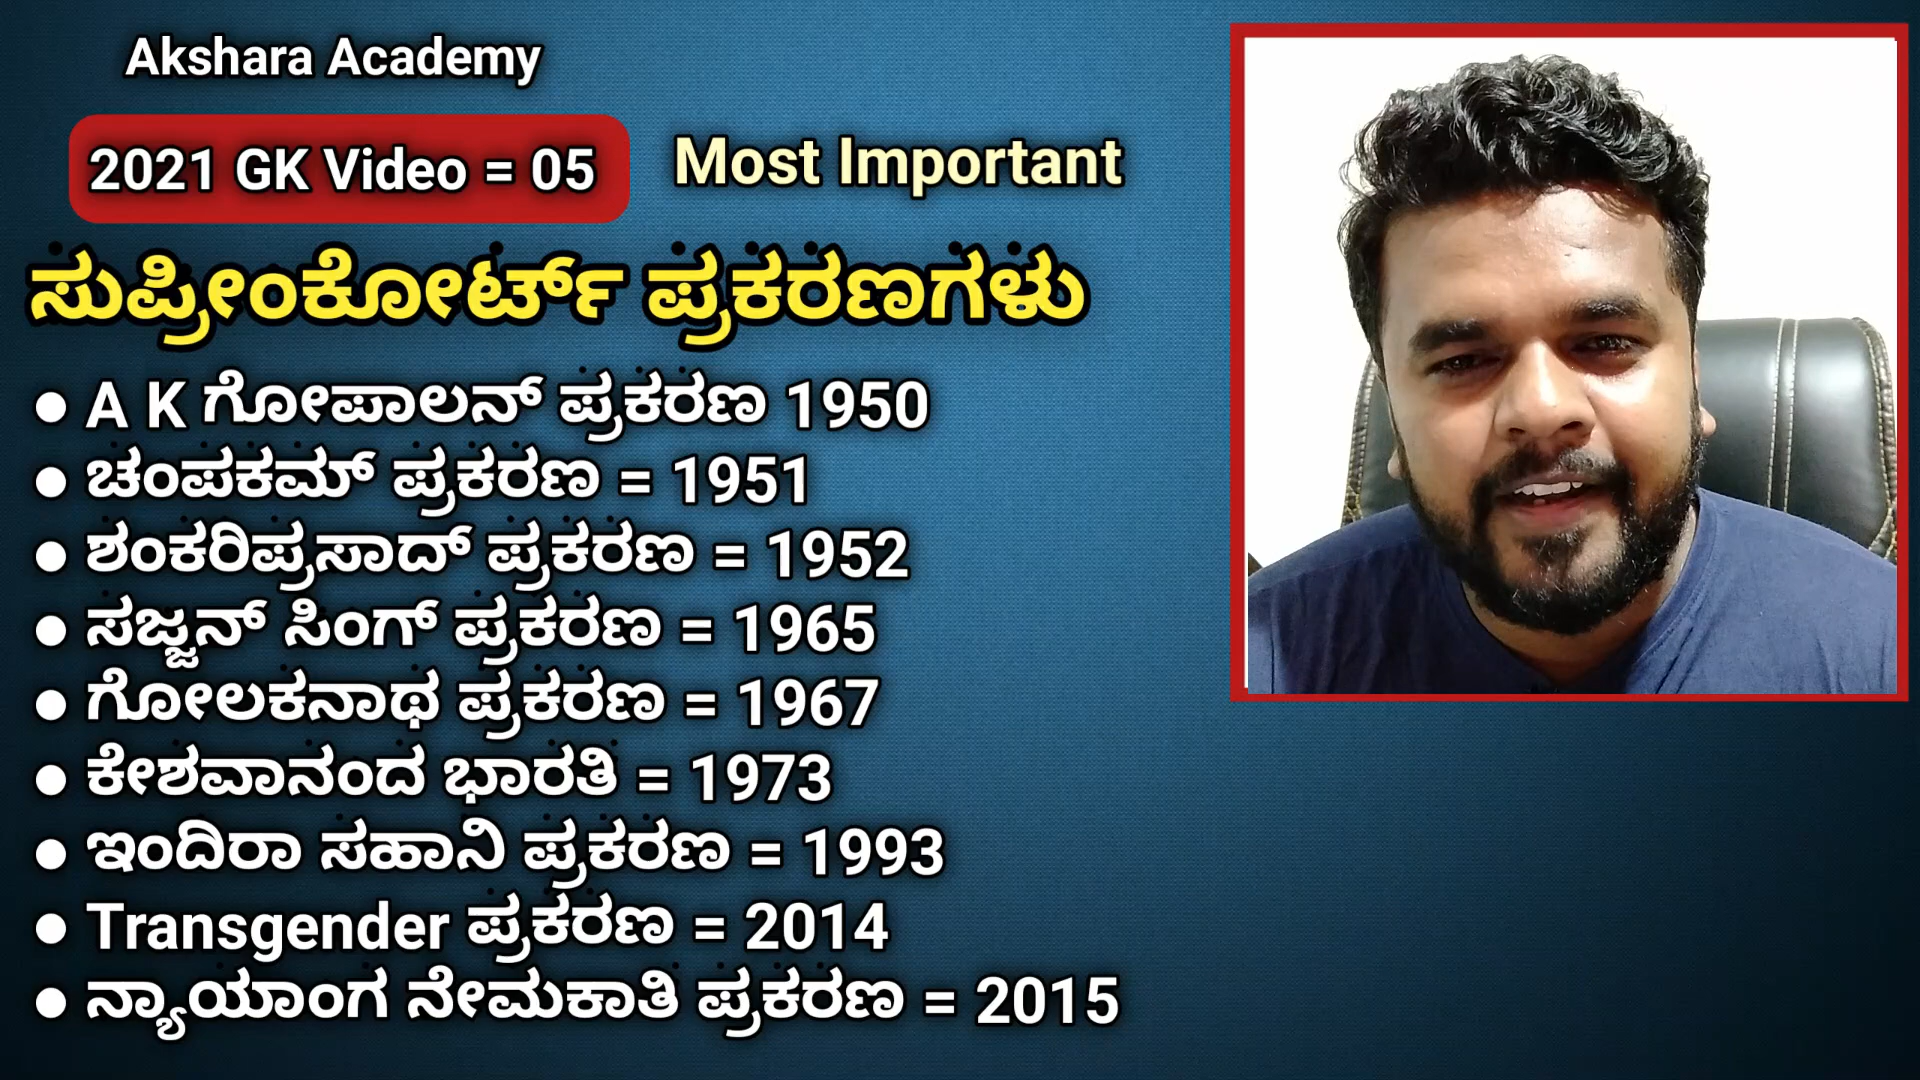 Akshara Academy
2021 GK Video = 05
Most Important
ಸುಪ್ರೀಂಕೋರ್ಟ್ ಪ್ರಕರಣಗಳು
● A K ಗೋಪಾಲನ್ ಪ್ರಕರಣ 1950
● ಚಂಪಕಮ್ ಪ್ರಕರಣ = 1951
● ಶಂಕರಿಪ್ರಸಾದ್ ಪ್ರಕರಣ = 1952
● ಸಜ್ಜನ್ ಸಿಂಗ್ ಪ್ರಕರಣ = 1965
● ಗೋಲಕನಾಥ ಪ್ರಕರಣ = 1967
● ಕೇಶವಾನಂದ ಭಾರತಿ = 1973
● ಇಂದಿರಾ ಸಹಾನಿ ಪ್ರಕರಣ = 1993
● Transgender ಪ್ರಕರಣ = 2014
● ನ್ಯಾಯಾಂಗ ನೇಮಕಾತಿ ಪ್ರಕರಣ = 2015